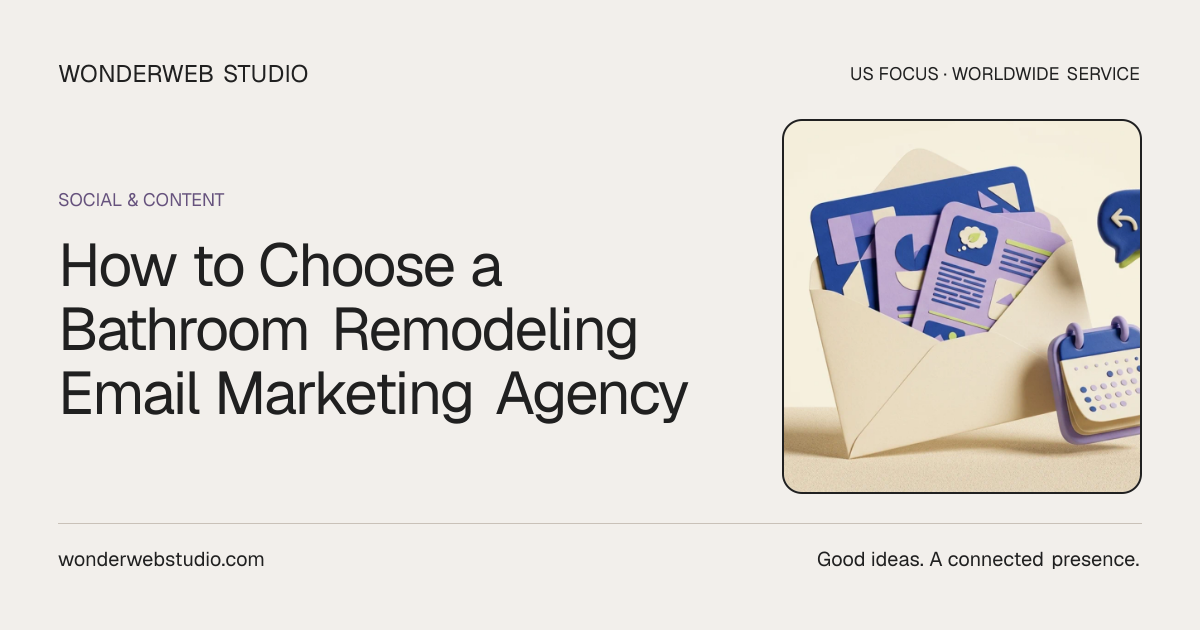 WONDERWEB STUDIO
US FOCUS · WORLDWIDE SERVICE
SOCIAL & CONTENT
How to Choose a
Bathroom Remodeling
Email Marketing Agency
wonderwebstudio.com
Good ideas. A connected presence.